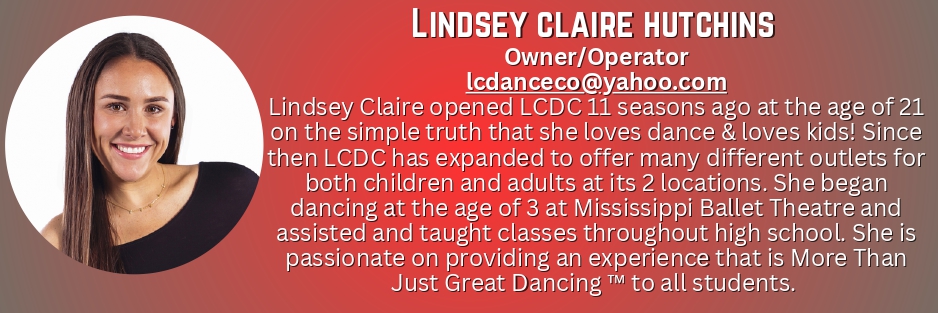 LINDSEY CLAIRE HUTCHINS
Owner/Operator
lcdanceco@yahoo.com
Lindsey Claire opened LCDC 11 seasons ago at the age of 21
on the simple truth that she loves dance & loves kids! Since
then LCDC has expanded to offer many different outlets for
both children and adults at its 2 locations. She began
dancing at the age of 3 at Mississippi Ballet Theatre and
assisted and taught classes throughout high school. She is
passionate on providing an experience that is More Than
Just Great Dancing ™ to all students.